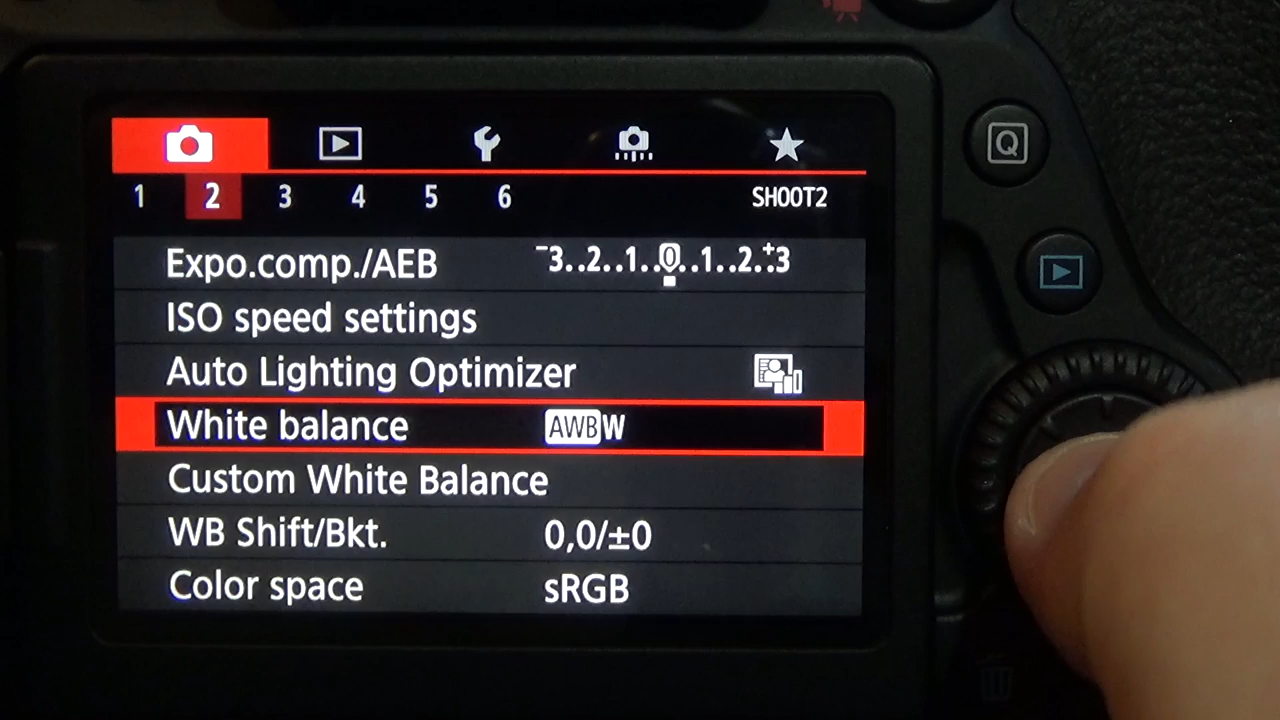 1 2 3 4 5 6 SHOOT2
Expo.comp./AEB -3..2..1..0..1..2..+3
ISO speed settings
Auto Lighting Optimizer
White balance AWBW
Custom White Balance
WB Shift/Bkt. 0,0/±0
Color space sRGB
Q